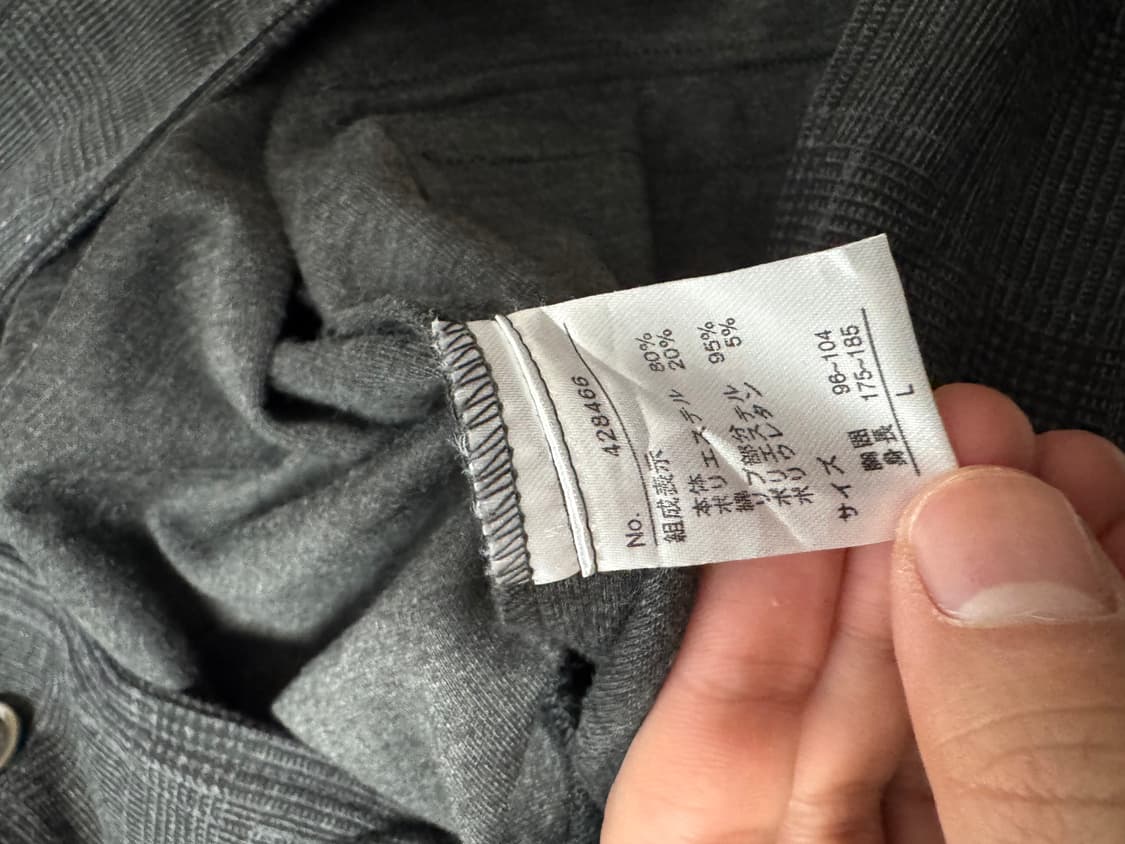 No. 428466
組成表示
本体
ポリエステル 80%
綿 20%
リブ部分
ポリエステル 95%
ポリウレタン 5%
サイズ
胸囲 96~104
身長 175~185
L